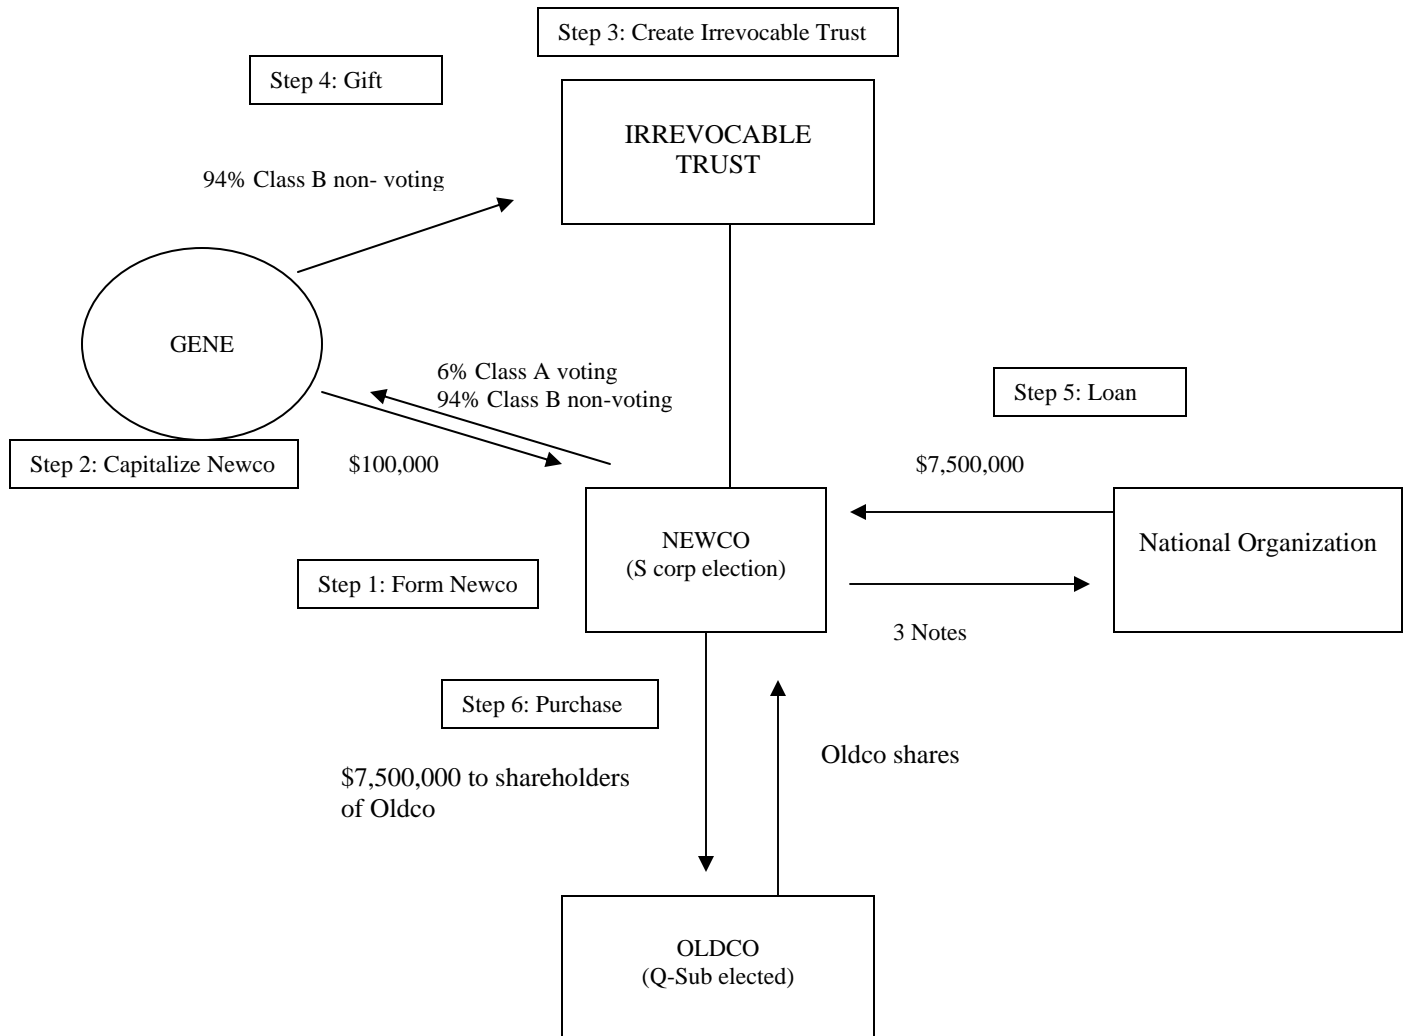 Step 3: Create Irrevocable Trust
Step 4: Gift
IRREVOCABLE
TRUST
94% Class B non- voting
GENE
6% Class A voting
94% Class B non-voting
Step 5: Loan
Step 2: Capitalize Newco
$100,000
$7,500,000
NEWCO
(S corp election)
National Organization
Step 1: Form Newco
3 Notes
Step 6: Purchase
Oldco shares
$7,500,000 to shareholders
of Oldco
OLDCO
(Q-Sub elected)